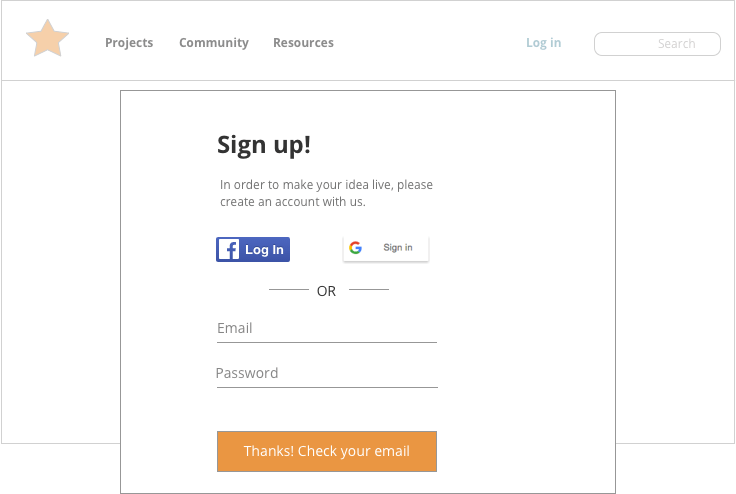 Projects Community Resources Log in Search
Sign up!
In order to make your idea live, please
create an account with us.
f Log In G Sign in
OR
Email
Password
Thanks! Check your email